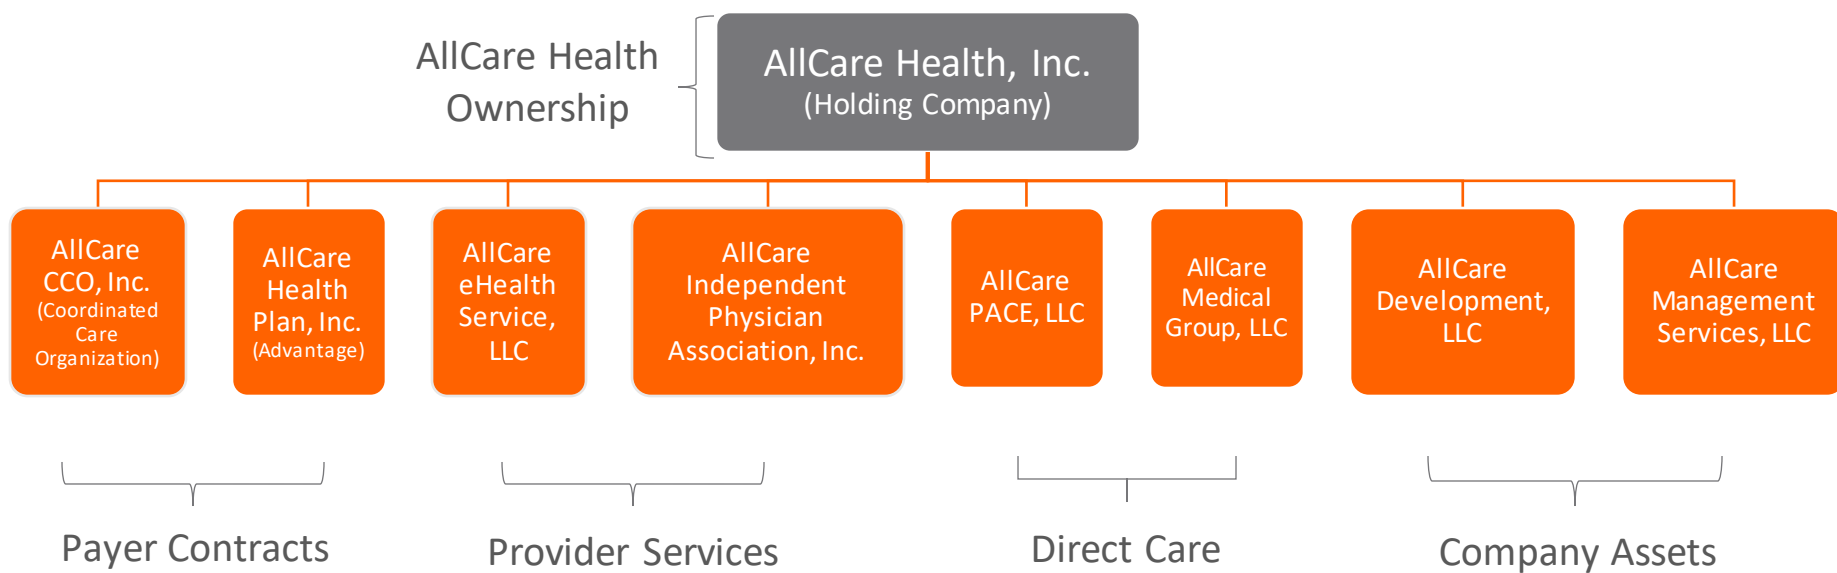 AllCare Health
Ownership
AllCare Health, Inc.
(Holding Company)
AllCare
CCO, Inc.
(Coordinated
Care
Organization)
AllCare
Health
Plan, Inc.
(Advantage)
AllCare
eHealth
Service,
LLC
AllCare
Independent
Physician
Association, Inc.
AllCare
PACE, LLC
AllCare
Medical
Group, LLC
AllCare
Development,
LLC
AllCare
Management
Services, LLC
Payer Contracts
Provider Services
Direct Care
Company Assets